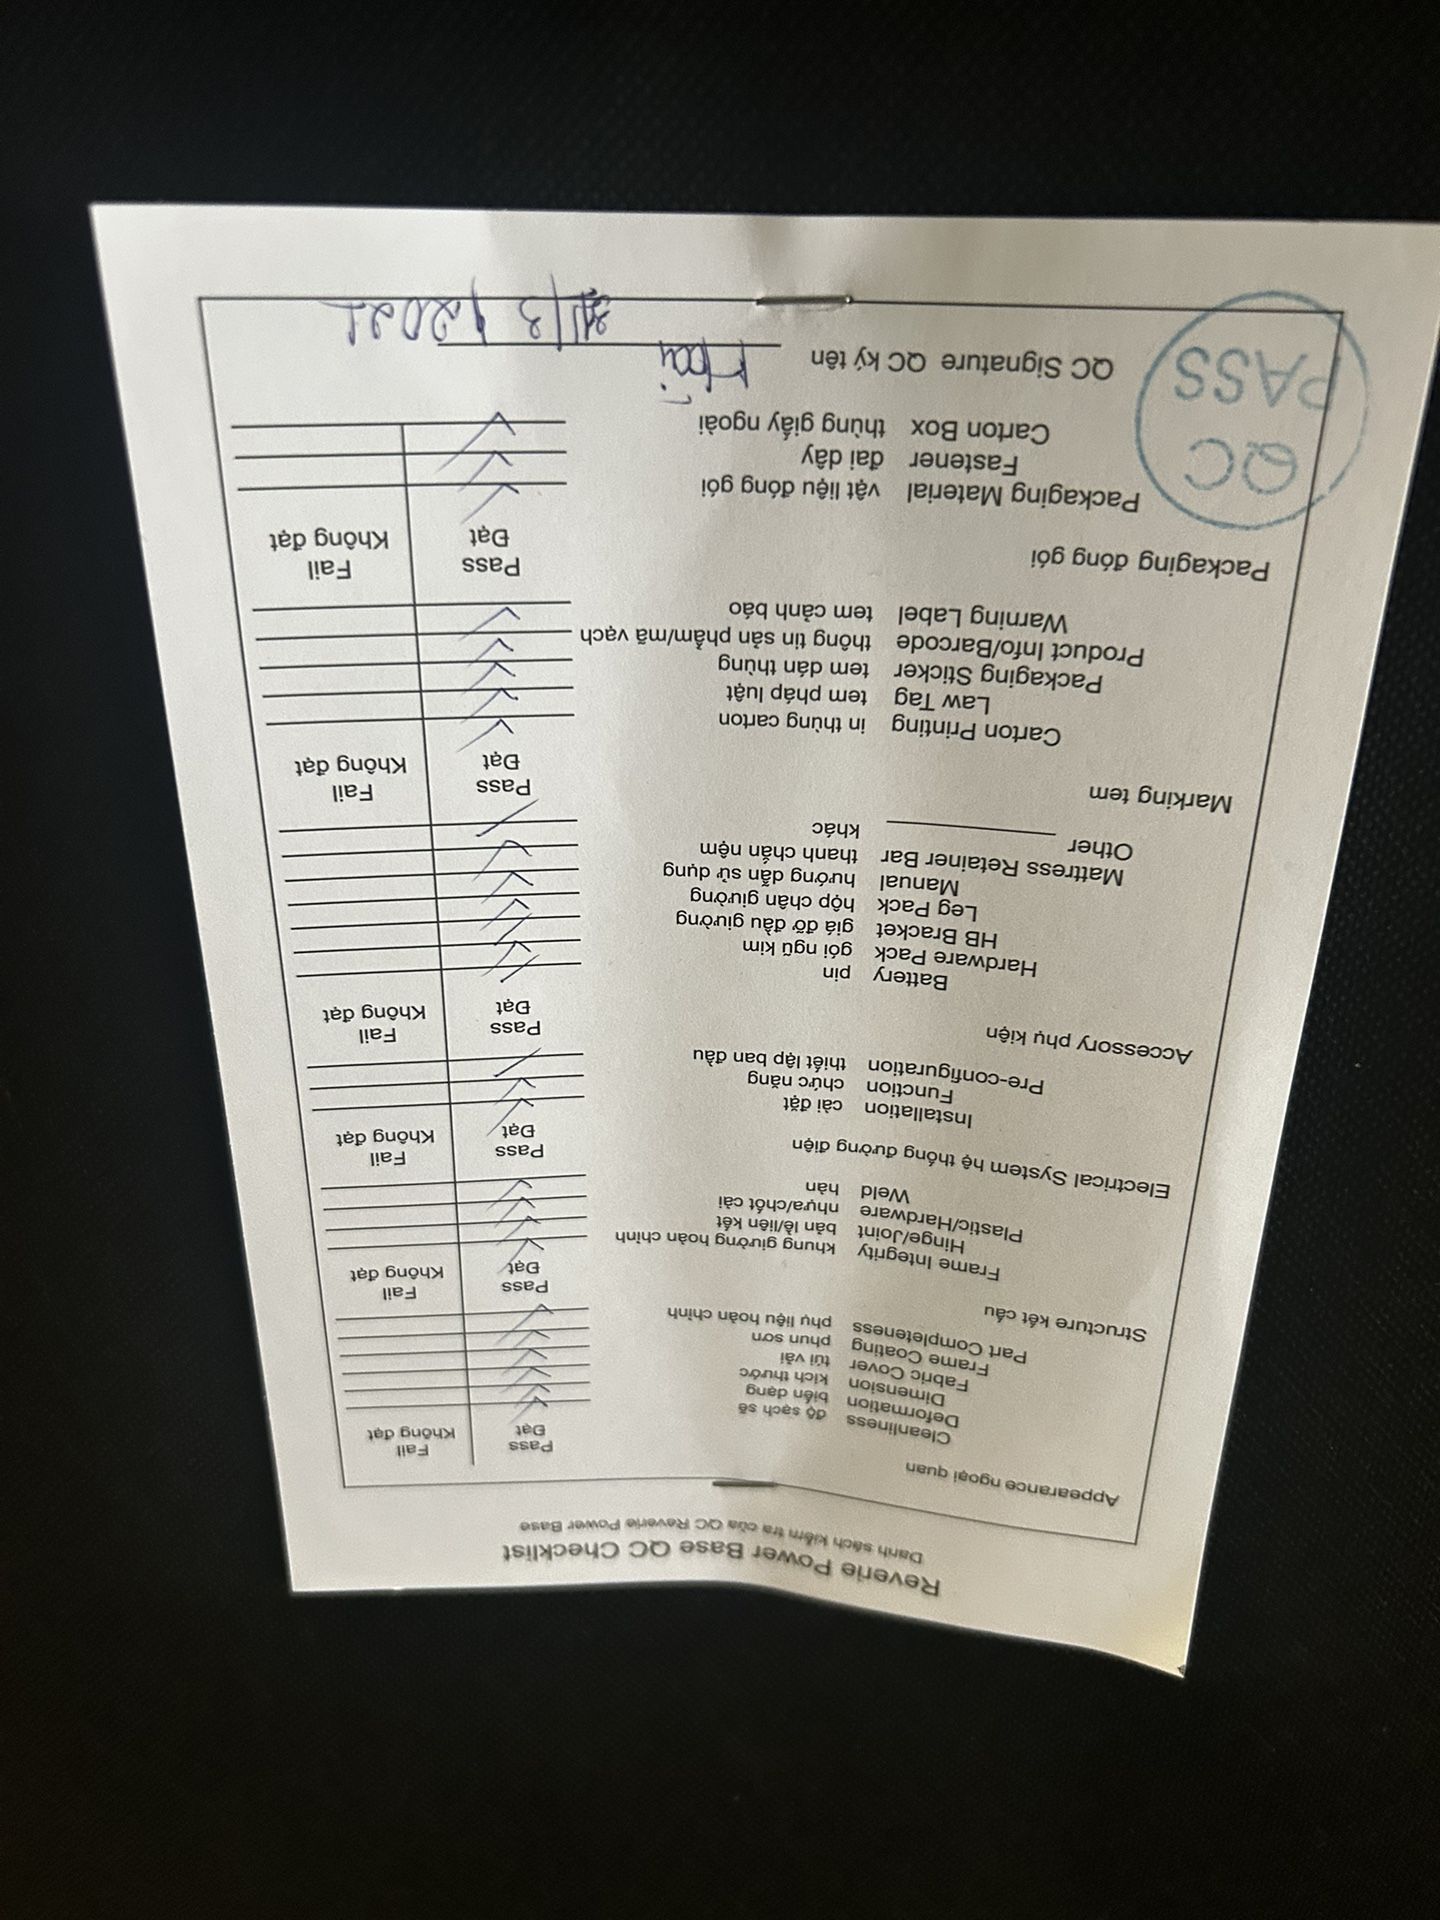 Reverie Power Base QC Checklist
Danh sách kiểm tra của QC Reverie Power Base
Appearance ngoại quan Pass Fail
Đạt Không đạt
Cleanliness độ sạch sẽ
Deformation biến dạng
Dimension kích thước
Fabric Cover túi vải
Frame Coating phun sơn
Part Completeness phụ liệu hoàn chỉnh
Structure kết cấu Pass Fail
Đạt Không đạt
Frame Integrity khung giường hoàn chỉnh
Hinge/Joint bản lề/liên kết
Plastic/Hardware nhựa/chốt cài
Weld hàn
Electrical System hệ thống đường điện Pass Fail
Đạt Không đạt
Installation cài đặt
Function chức năng
Pre-configuration thiết lập ban đầu
Accessory phụ kiện Pass Fail
Đạt Không đạt
Battery pin
Hardware Pack gói ngũ kim
HB Bracket giá đỡ đầu giường
Leg Pack hộp chân giường
Manual hướng dẫn sử dụng
Mattress Retainer Bar thanh chắn nệm
Other khác
Marking tem Pass Fail
Đạt Không đạt
Carton Printing in thùng carton
Law Tag tem pháp luật
Packaging Sticker tem dán thùng
Product Info/Barcode thông tin sản phẩm/mã vạch
Warning Label tem cảnh báo
Packaging đóng gói Pass Fail
Đạt Không đạt
Packaging Material vật liệu đóng gói
Fastener đai dây
Carton Box thùng giấy ngoài
QC Signature QC ký tên
QC
PASS